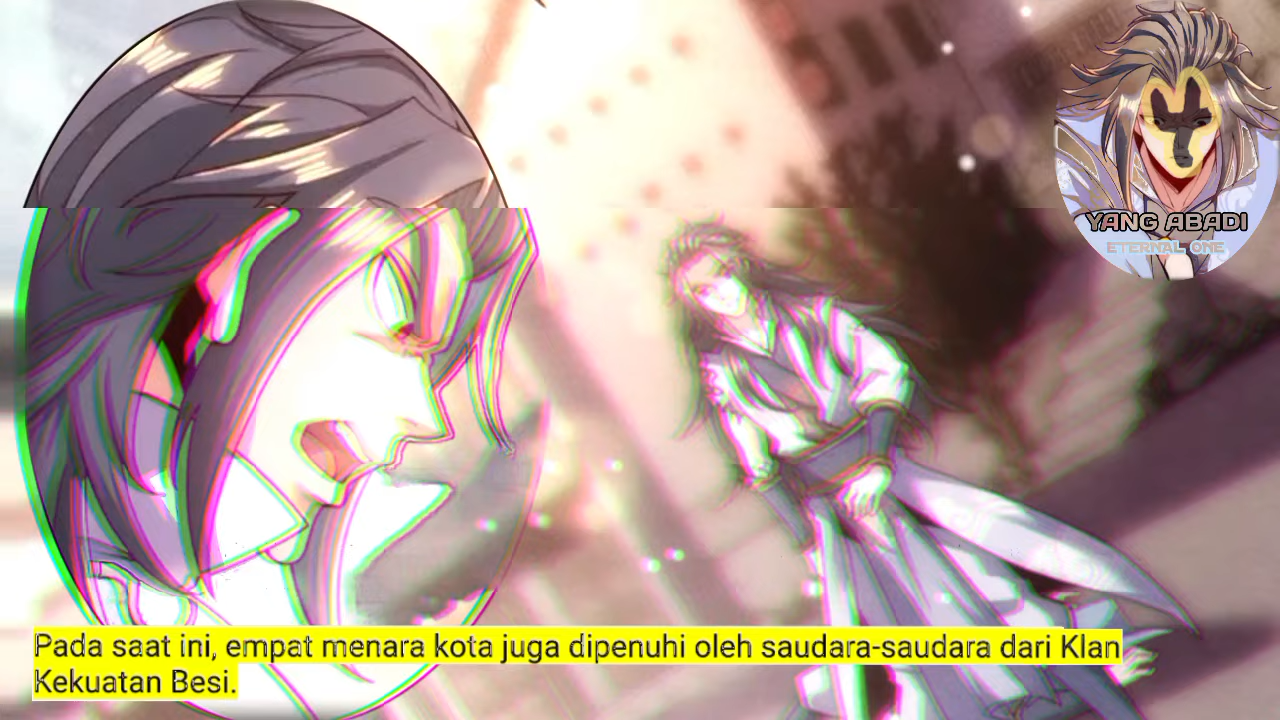 YANG ABADI
ETERNAL ONE
Pada saat ini, empat menara kota juga dipenuhi oleh saudara-saudara dari Klan
Kekuatan Besi.